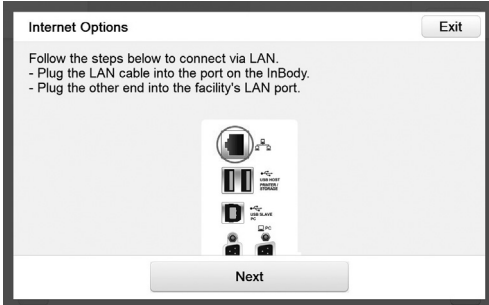 Internet Options
Exit
Follow the steps below to connect via LAN.
- Plug the LAN cable into the port on the InBody.
- Plug the other end into the facility's LAN port.
USB HOST
PRINTER /
STORAGE
USB SLAVE
PC
PC
Next